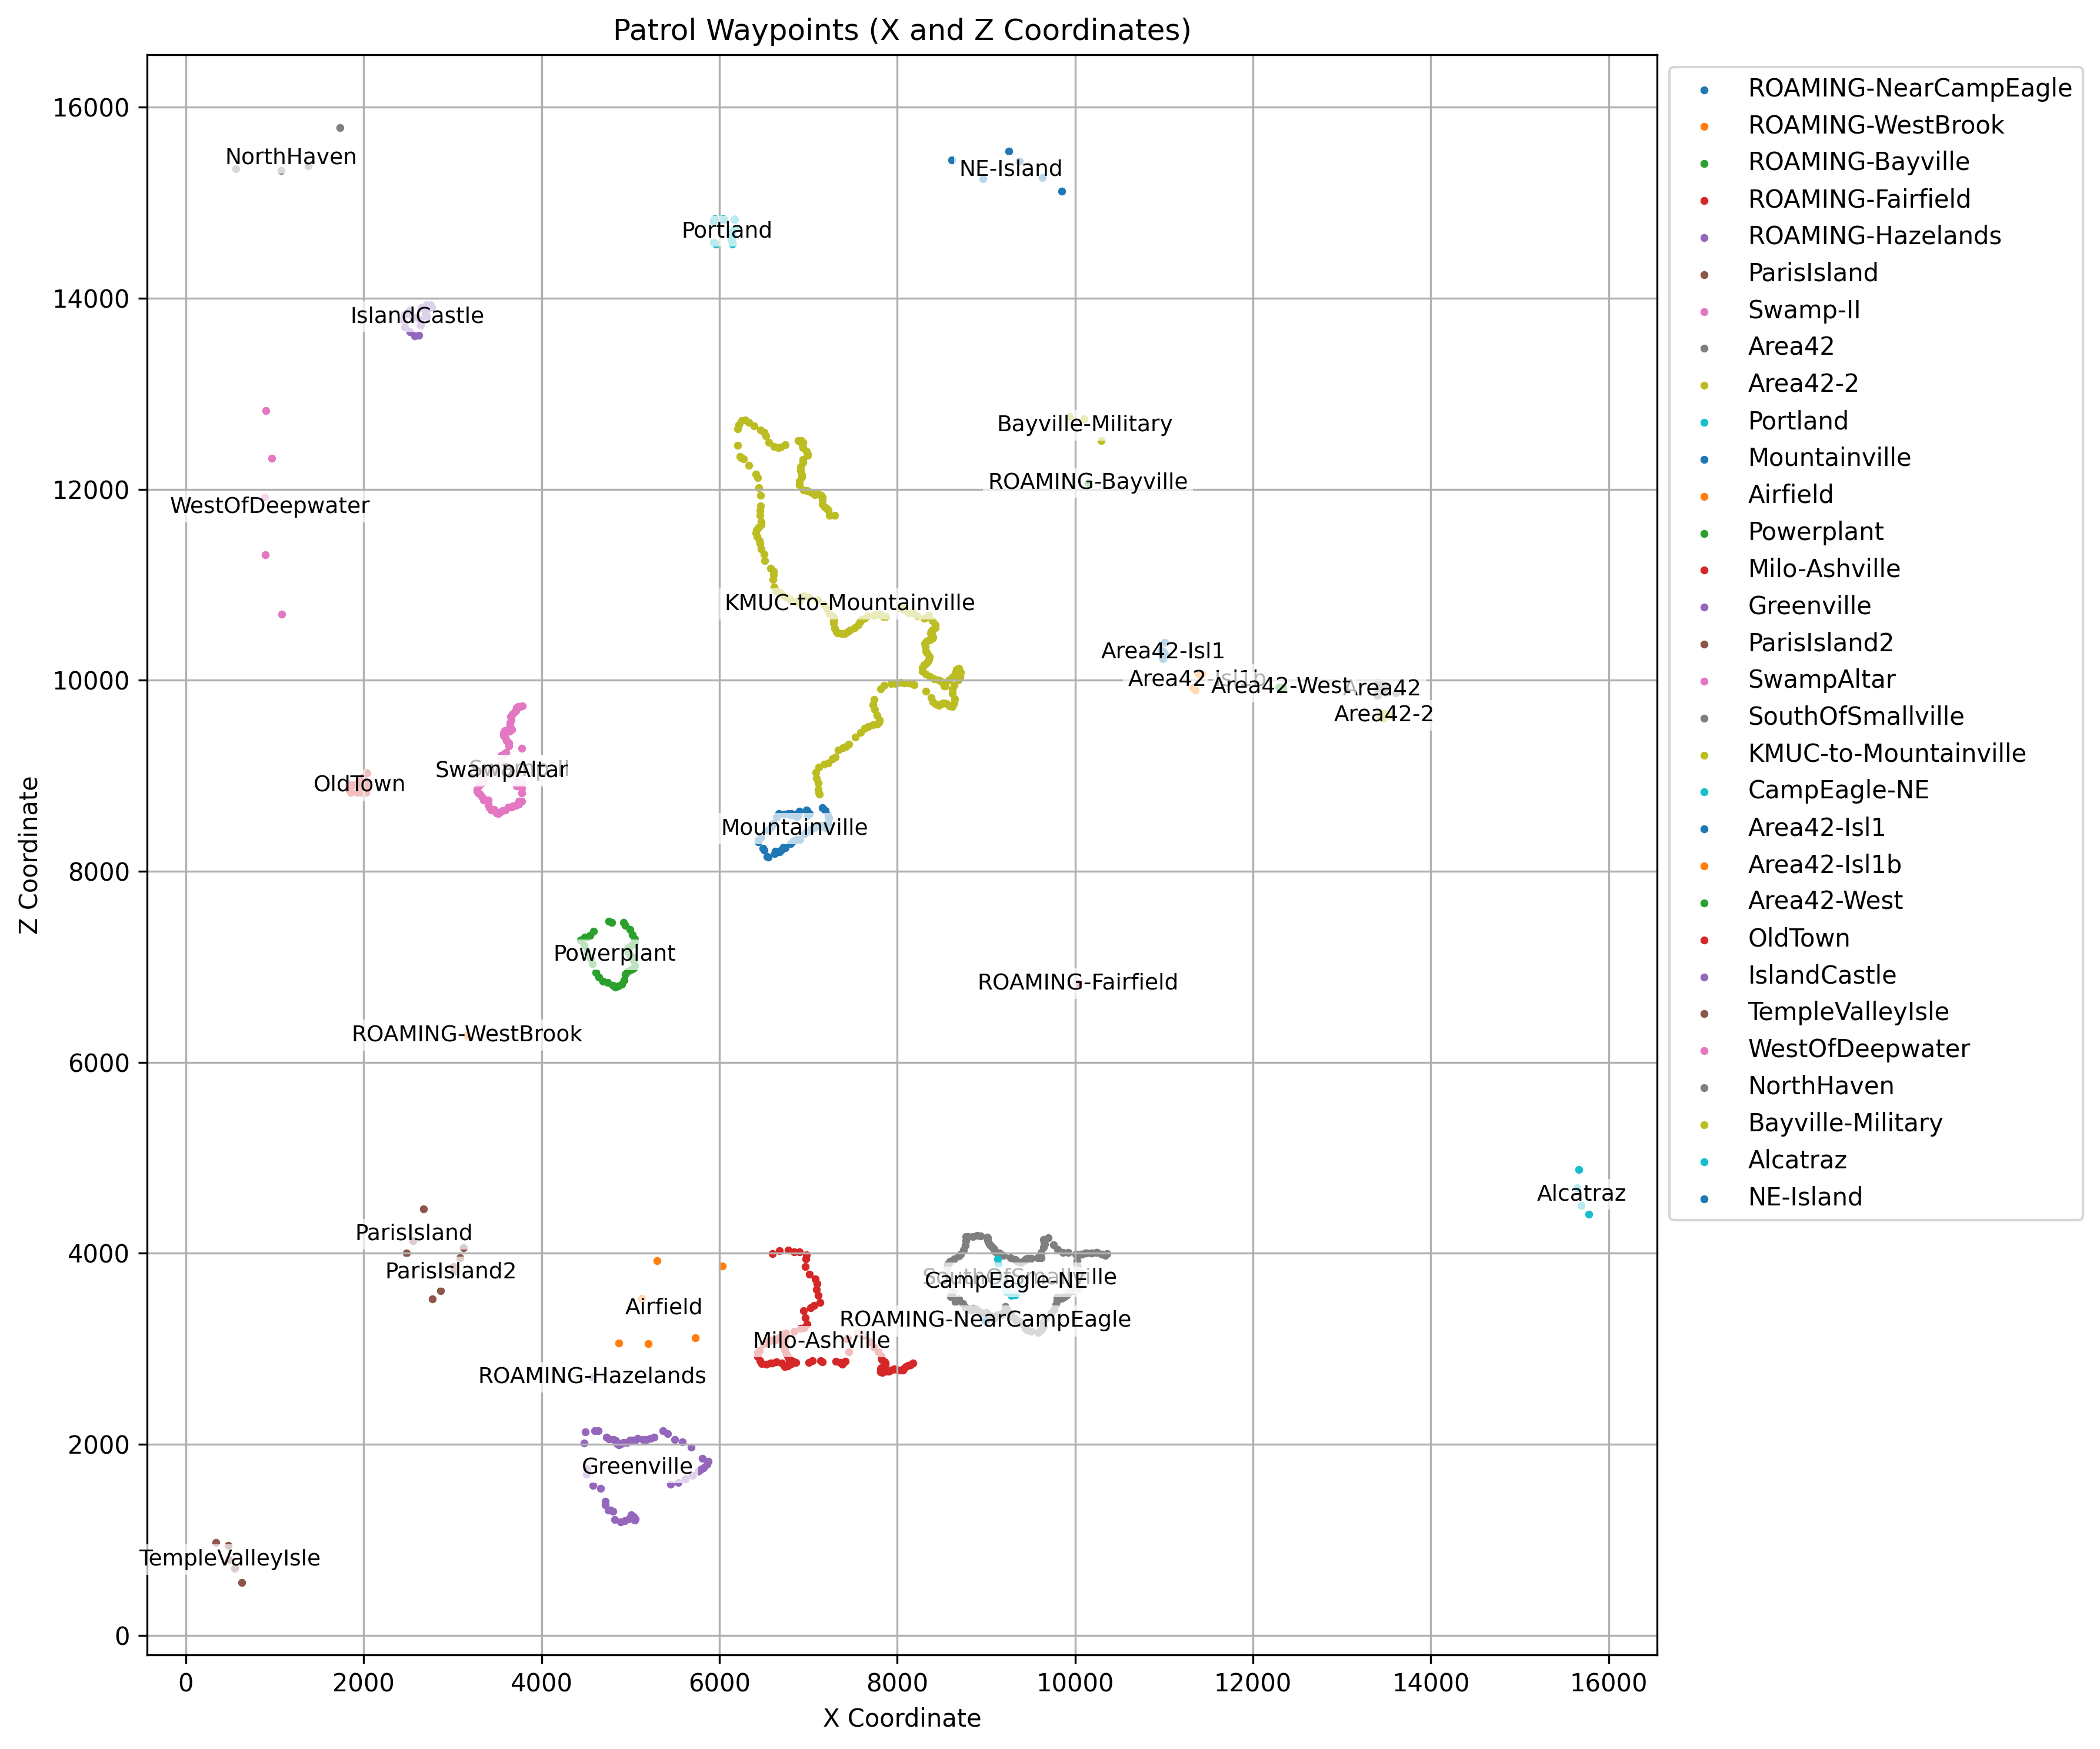 Patrol Waypoints (X and Z Coordinates)
Z Coordinate
16000
14000
12000
10000
8000
6000
4000
2000
0
NorthHaven
NE-Island
Portland
IslandCastle
Bayville-Military
ROAMING-Bayville
WestOfDeepwater
KMUC-to-Mountainville
Area42-Isl1
Area42-Isl1b
Area42-West
Area42
Area42-2
SwampAltar
OldTown
Mountainville
Powerplant
ROAMING-Fairfield
ROAMING-WestBrook
Alcatraz
ParisIsland
ParisIsland2
SouthOfSmallville
CampEagle-NE
Airfield
ROAMING-NearCampEagle
Milo-Ashville
ROAMING-Hazelands
Greenville
TempleValleyIsle
0
2000
4000
6000
8000
10000
12000
14000
16000
X Coordinate
ROAMING-NearCampEagle
ROAMING-WestBrook
ROAMING-Bayville
ROAMING-Fairfield
ROAMING-Hazelands
ParisIsland
Swamp-II
Area42
Area42-2
Portland
Mountainville
Airfield
Powerplant
Milo-Ashville
Greenville
ParisIsland2
SwampAltar
SouthOfSmallville
KMUC-to-Mountainville
CampEagle-NE
Area42-Isl1
Area42-Isl1b
Area42-West
OldTown
IslandCastle
TempleValleyIsle
WestOfDeepwater
NorthHaven
Bayville-Military
Alcatraz
NE-Island